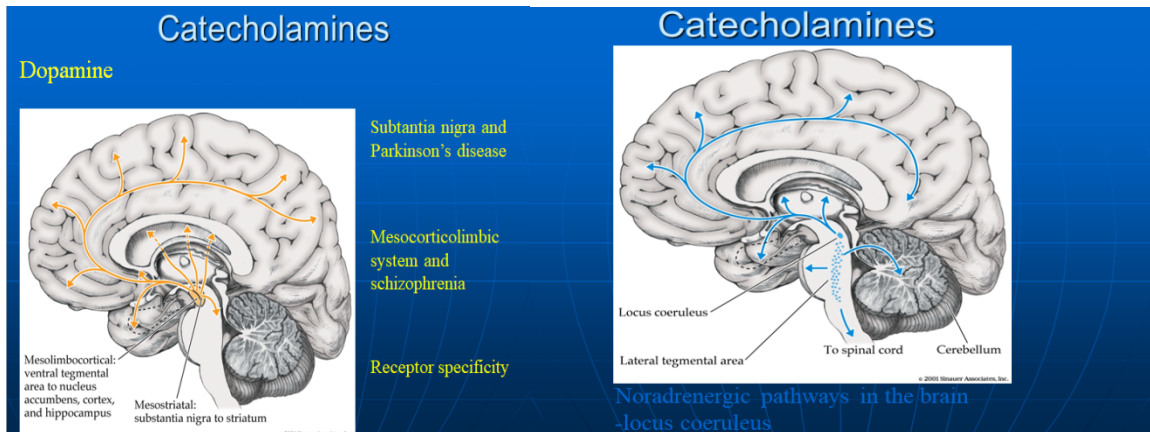 Catecholamines
Dopamine
Subtantia nigra and
Parkinson's disease
Mesocorticolimbic
system and
schizophrenia
Receptor specificity
Mesolimbocortical:
ventral tegmental
area to nucleus
accumbens, cortex,
and hippocampus
Mesostriatal:
substantia nigra to striatum
Catecholamines
Locus coeruleus
Lateral tegmental area
To spinal cord
Cerebellum
© 2001 Sinauer Associates, Inc.
Noradrenergic pathways in the brain
-locus coeruleus